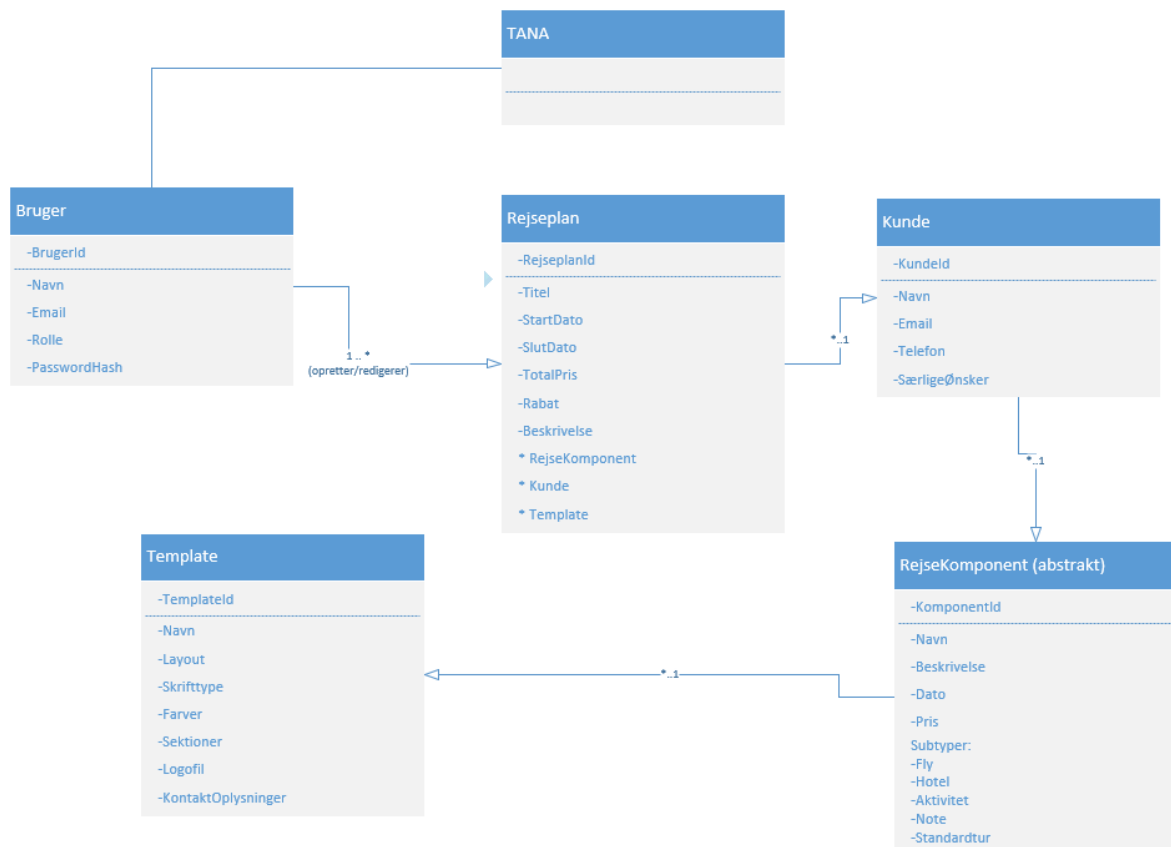 TANA
Bruger
-BrugerId
-Navn
-Email
-Rolle
-PasswordHash
1 .. *
(opretter/redigerer)
Rejseplan
-RejseplanId
-Titel
-StartDato
-SlutDato
-TotalPris
-Rabat
-Beskrivelse
* RejseKomponent
* Kunde
* Template
*..1
Kunde
-KundeId
-Navn
-Email
-Telefon
-SærligeØnsker
*..1
Template
-TemplateId
-Navn
-Layout
-Skrifttype
-Farver
-Sektioner
-Logofil
-KontaktOplysninger
*..1
RejseKomponent (abstrakt)
-KomponentId
-Navn
-Beskrivelse
-Dato
-Pris
Subtyper:
-Fly
-Hotel
-Aktivitet
-Note
-Standardtur